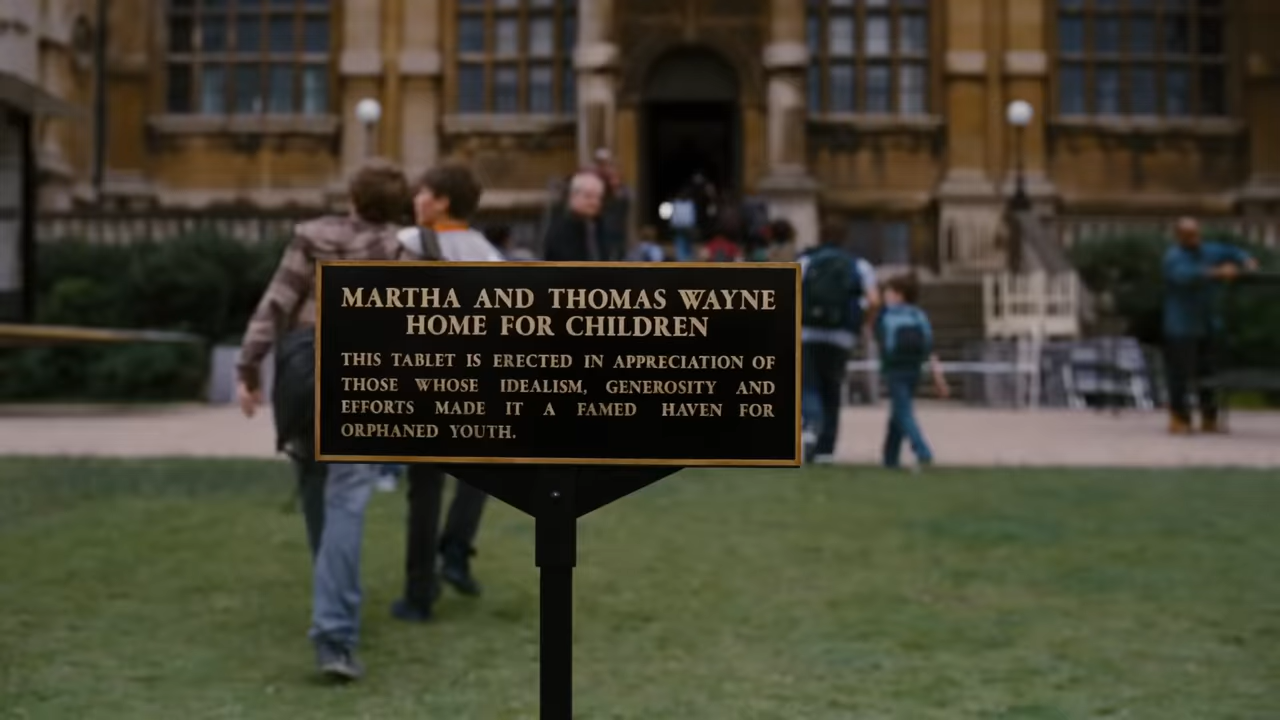 MARTHA AND THOMAS WAYNE
HOME FOR CHILDREN
THIS TABLET IS ERECTED IN APPRECIATION OF
THOSE WHOSE IDEALISM, GENEROSITY AND
EFFORTS MADE IT A FAMED HAVEN FOR
ORPHANED YOUTH.